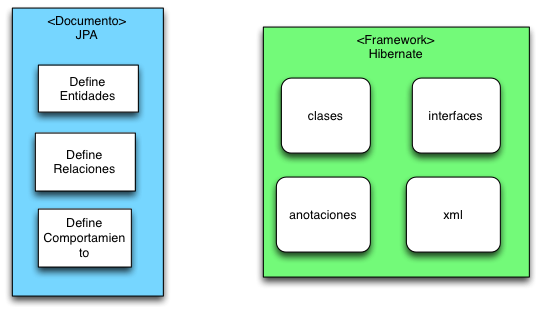 <Documento>
JPA
Define
Entidades
Define
Relaciones
Define
Comportamien
to
<Framework>
Hibernate
clases
interfaces
anotaciones
xml